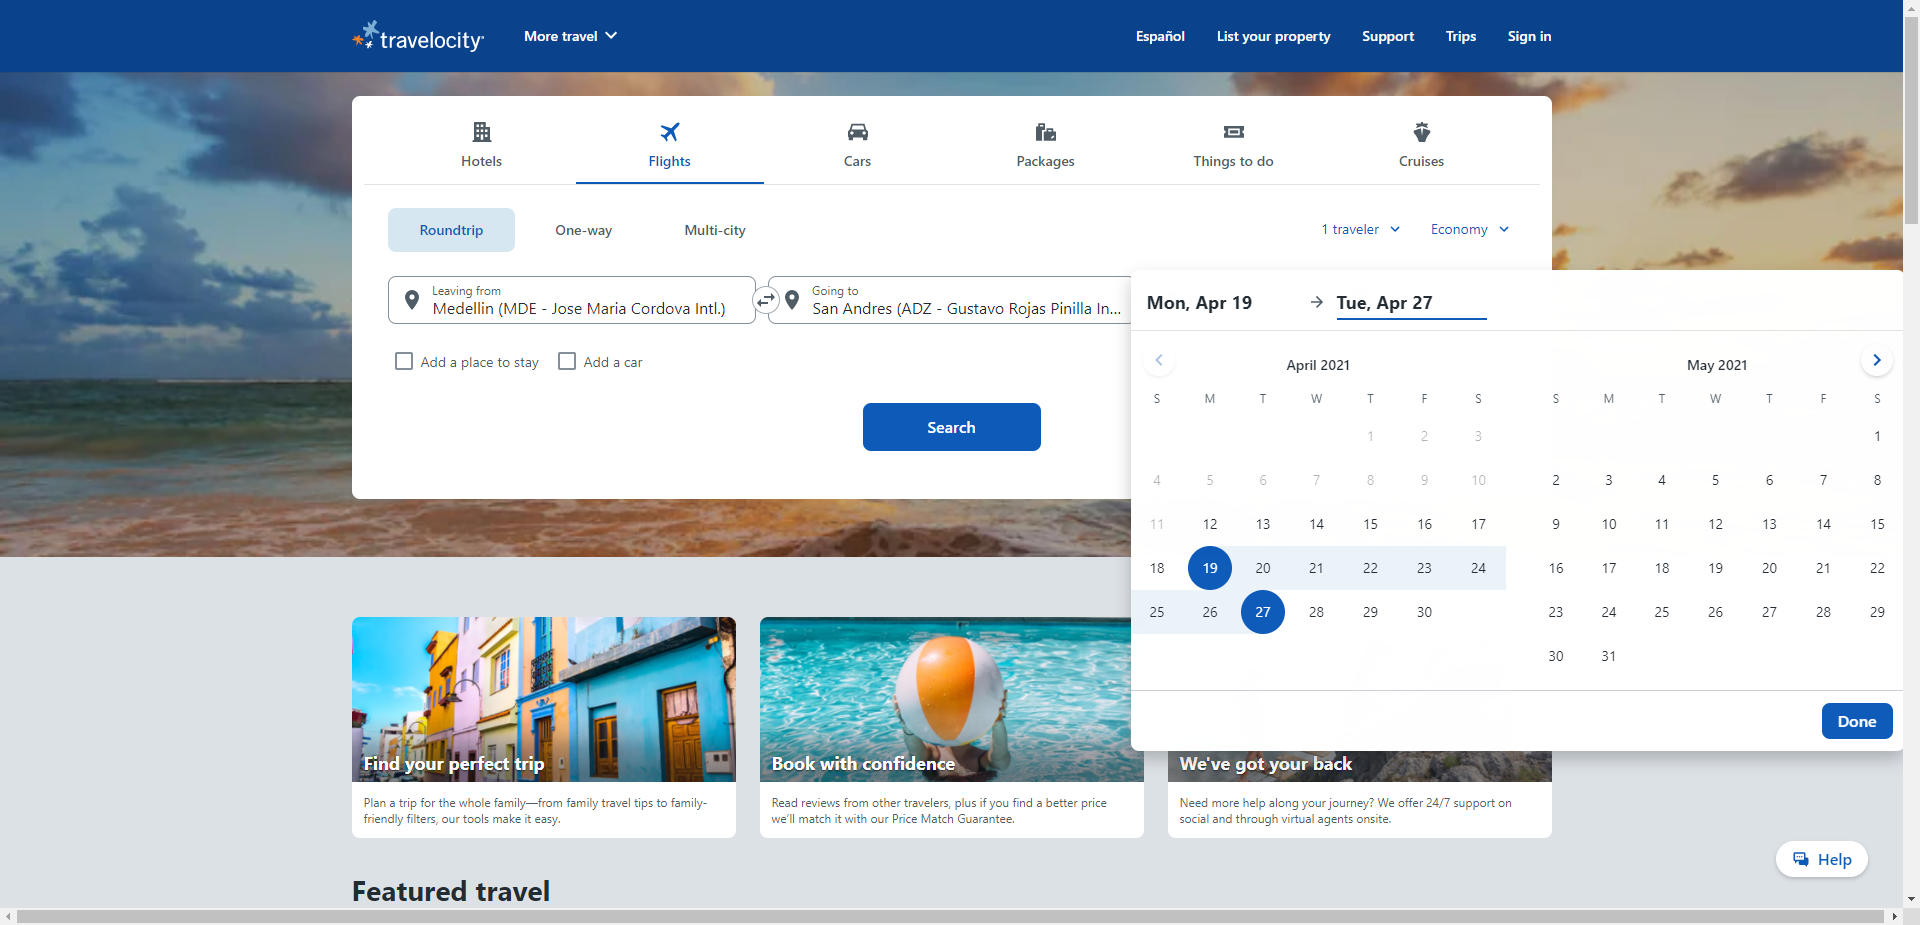 travelocity
More travel
Español
List your property
Support
Trips
Sign in
Hotels
Flights
Cars
Packages
Things to do
Cruises
Roundtrip
One-way
Multi-city
1 traveler
Economy
Leaving from
Medellin (MDE - Jose Maria Cordova Intl.)
Going to
San Andres (ADZ - Gustavo Rojas Pinilla In...
Add a place to stay
Add a car
Search
Mon, Apr 19
Tue, Apr 27
April 2021
S M T W T F S
1 2 3
4 5 6 7 8 9 10
11 12 13 14 15 16 17
18 19 20 21 22 23 24
25 26 27 28 29 30
May 2021
S M T W T F S
1
2 3 4 5 6 7 8
9 10 11 12 13 14 15
16 17 18 19 20 21 22
23 24 25 26 27 28 29
30 31
Done
Find your perfect trip
Plan a trip for the whole family—from family travel tips to family-
friendly filters, our tools make it easy.
Book with confidence
Read reviews from other travelers, plus if you find a better price
we'll match it with our Price Match Guarantee.
We've got your back
Need more help along your journey? We offer 24/7 support on
social and through virtual agents onsite.
Help
Featured travel